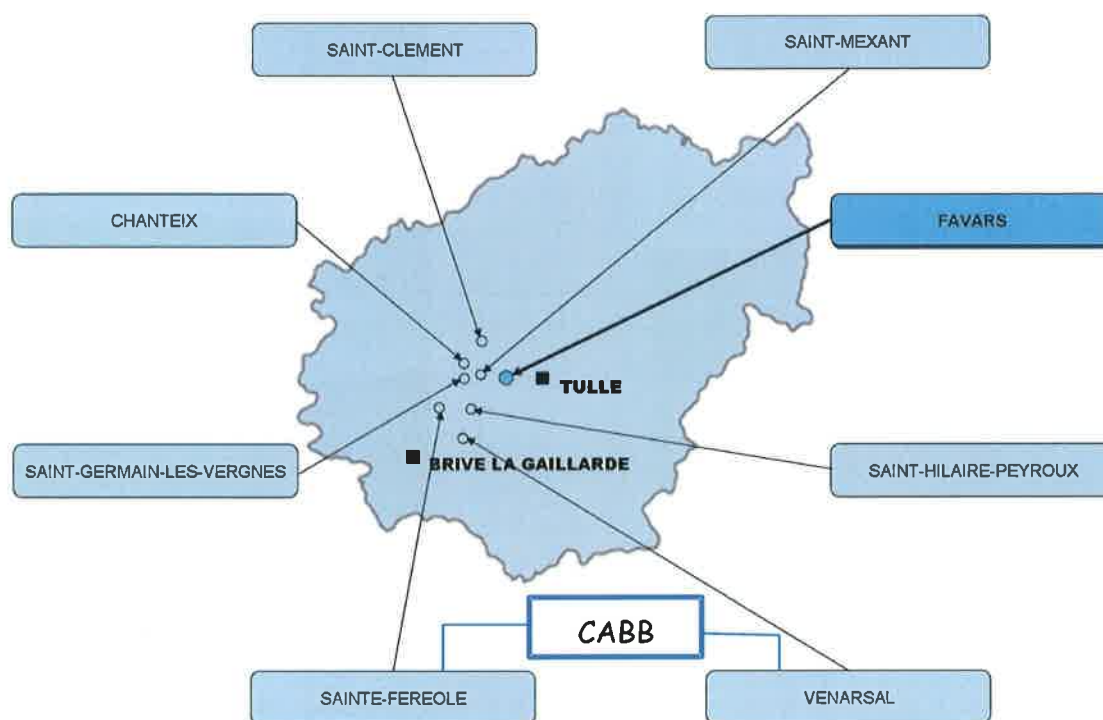 SAINT-CLEMENT
SAINT-MEXANT
CHANTEIX
FAVARS
TULLE
SAINT-GERMAIN-LES-VERGNES
BRIVE LA GAILLARDE
SAINT-HILAIRE-PEYROUX
CABB
SAINTE-FEREOLE
VENARSAL